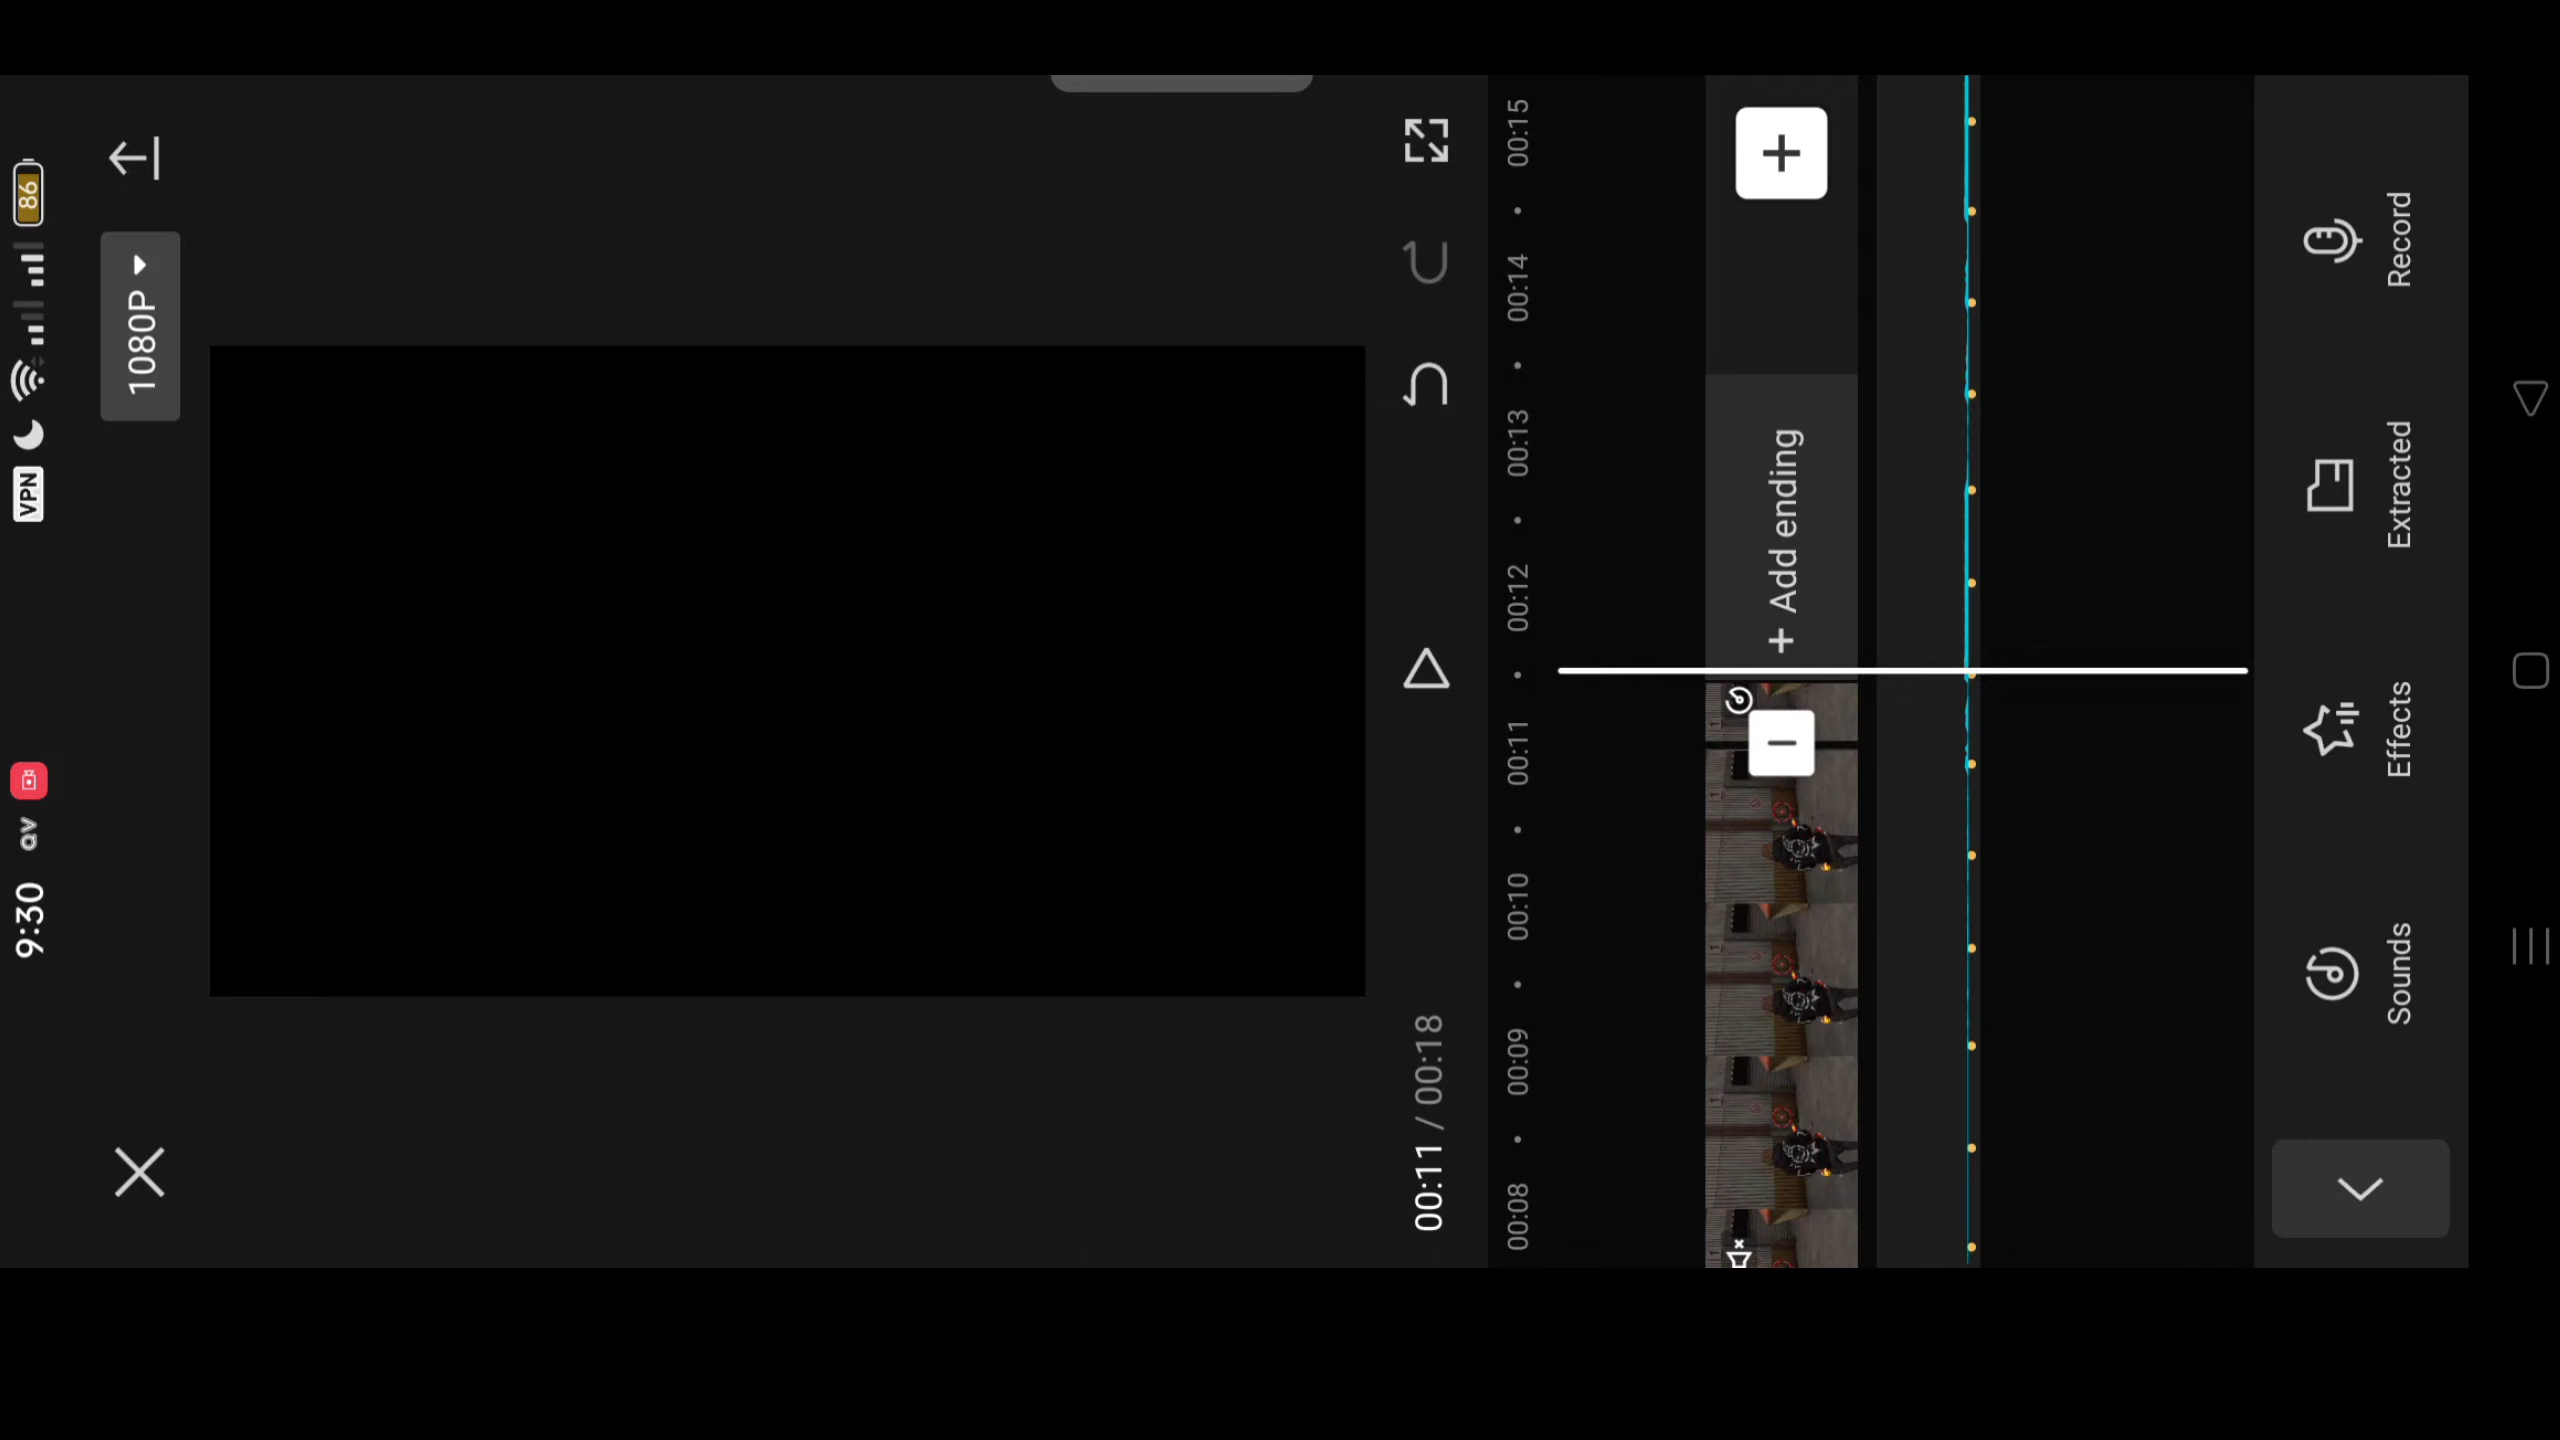 9:30 VPN 86
1080P
00:11 / 00:18
00:08 00:09 00:10 00:11 00:12 00:13 00:14 00:15
+ Add ending
Sounds Effects Extracted Record